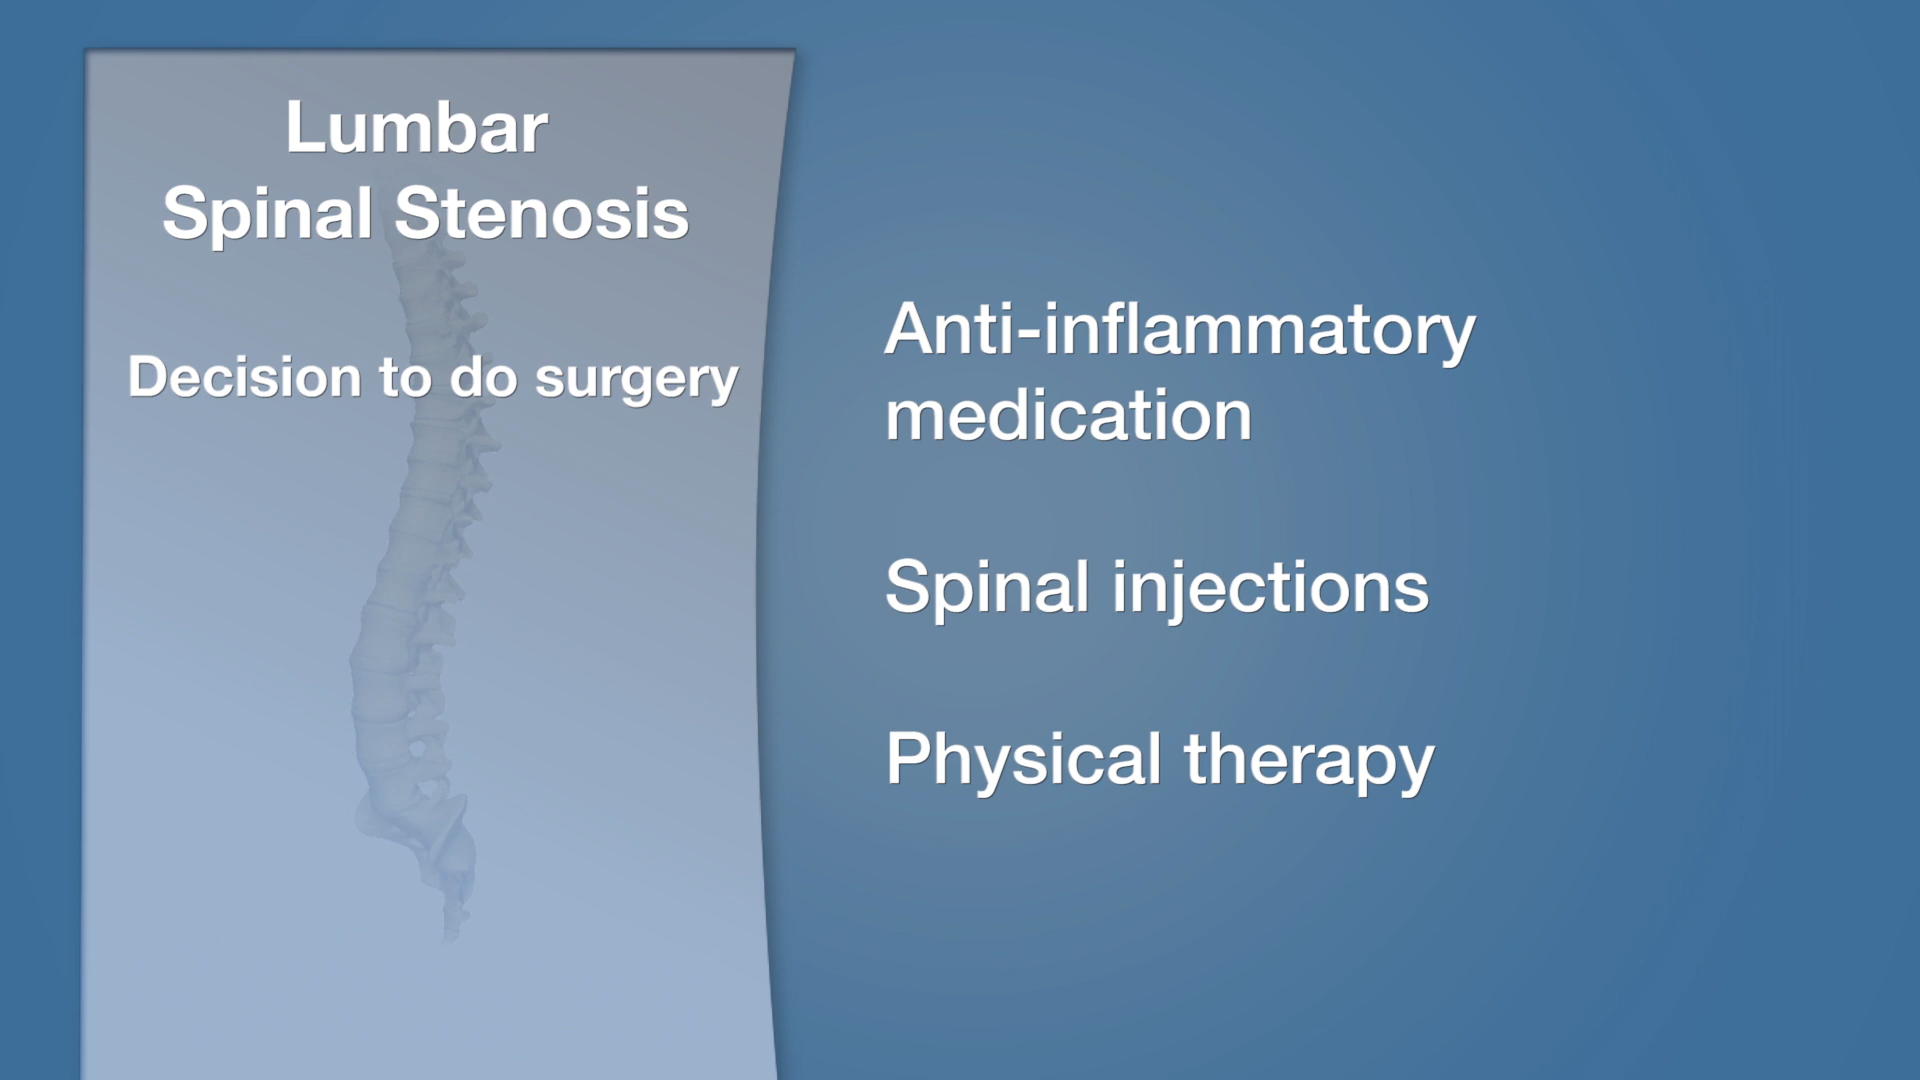 Lumbar
Spinal Stenosis
Decision to do surgery
Anti-inflammatory
medication
Spinal injections
Physical therapy